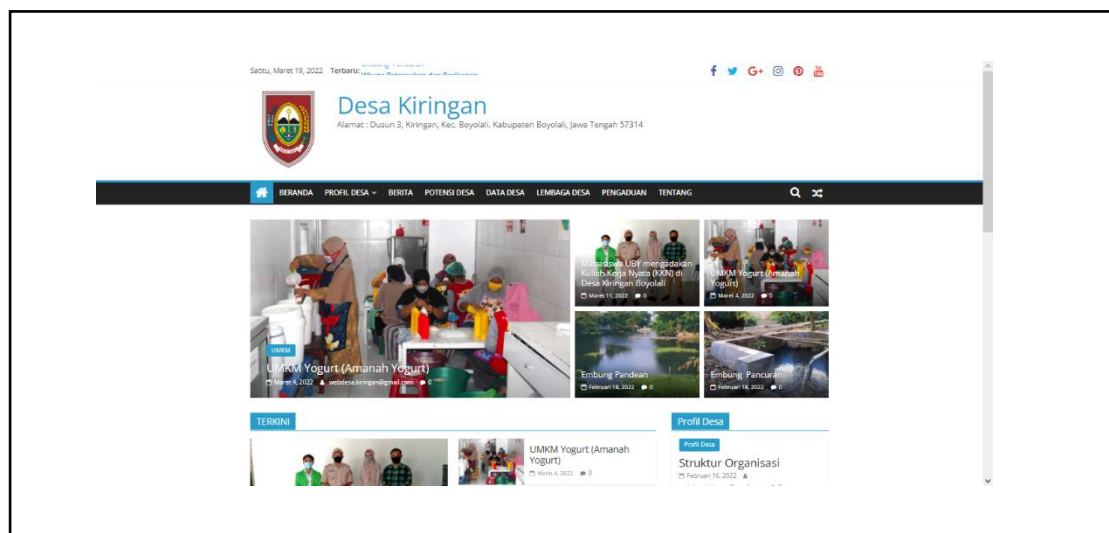 Sabtu, Maret 19, 2022 Terbaru:
Wisata Peternakan dan Perikanan
Desa Kiringan
Alamat : Dusun 3, Kiringan, Kec. Boyolali. Kabupaten Boyolali, Jawa Tengah 57314
BERANDA PROFIL DESA BERITA POTENSI DESA DATA DESA LEMBAGA DESA PENGADUAN TENTANG
UMKM
UMKM Yogurt (Amanah Yogurt)
Maret 4, 2022 webdesa.kiringan@gmail.com 0
Mahasiswa UBY mengadakan
Kuliah Kerja Nyata (KKN) di
Desa Kiringan Boyolali
Maret 11, 2022 0
UMKM Yogurt (Amanah
Yogurt)
Maret 4, 2022 0
Embung Pandean
Februari 18, 2022 0
Embung Pancuran
Februari 18, 2022 0
TERKINI
UMKM Yogurt (Amanah
Yogurt)
Maret 4, 2022 0
Profil Desa
Profil Desa
Struktur Organisasi
Februari 16, 2022